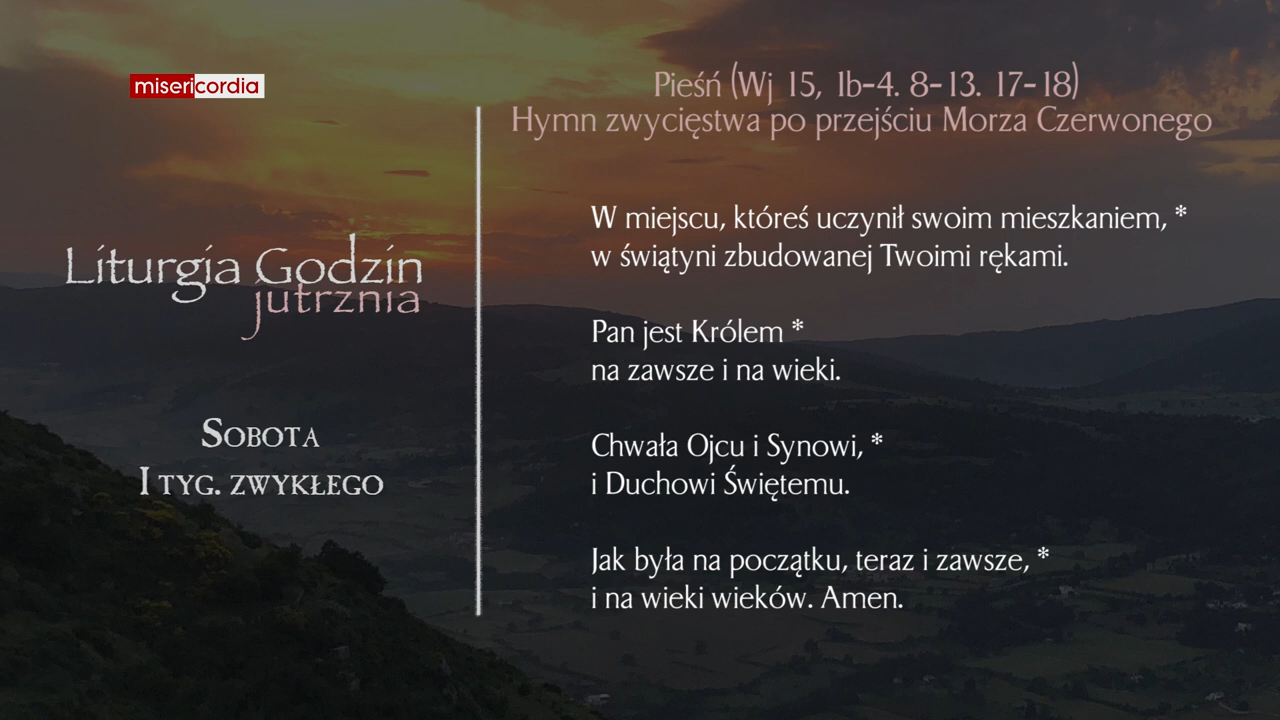 misericordia
Liturgia Godzin
jutrznia
Sobota
I tyg. zwykłego
Pieśń (Wj 15, 1b-4. 8-13. 17-18)
Hymn zwycięstwa po przejściu Morza Czerwonego
W miejscu, któreś uczynił swoim mieszkaniem, *
w świątyni zbudowanej Twoimi rękami.
Pan jest Królem *
na zawsze i na wieki.
Chwała Ojcu i Synowi, *
i Duchowi Świętemu.
Jak była na początku, teraz i zawsze, *
i na wieki wieków. Amen.